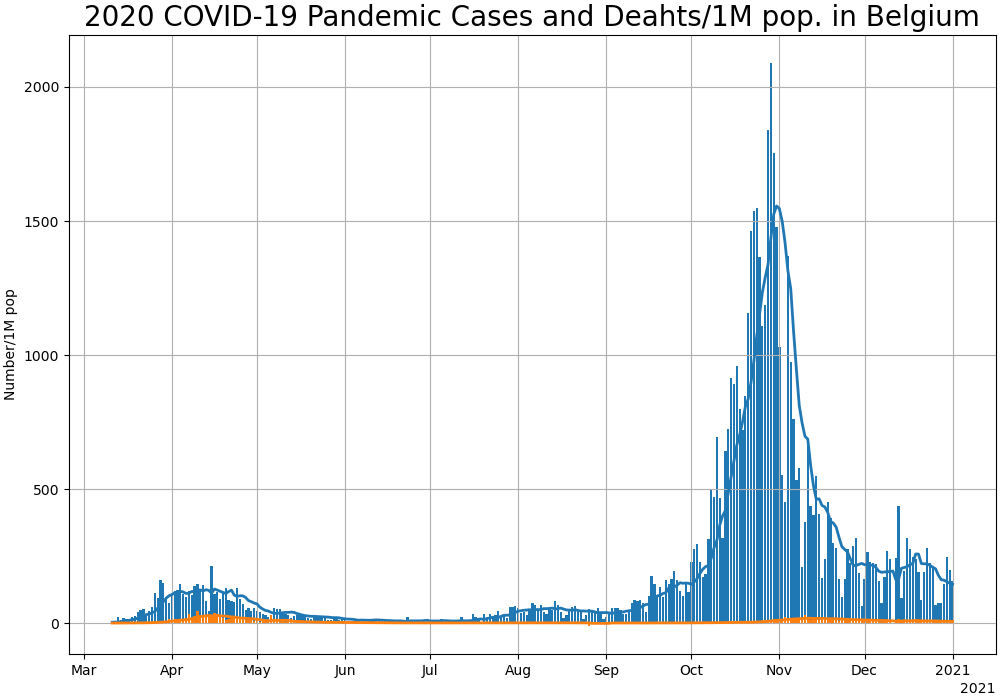 2020 COVID-19 Pandemic Cases and Deahts/1M pop. in Belgium
Number/1M pop
2000
1500
1000
500
0
Mar Apr May Jun Jul Aug Sep Oct Nov Dec 2021
2021